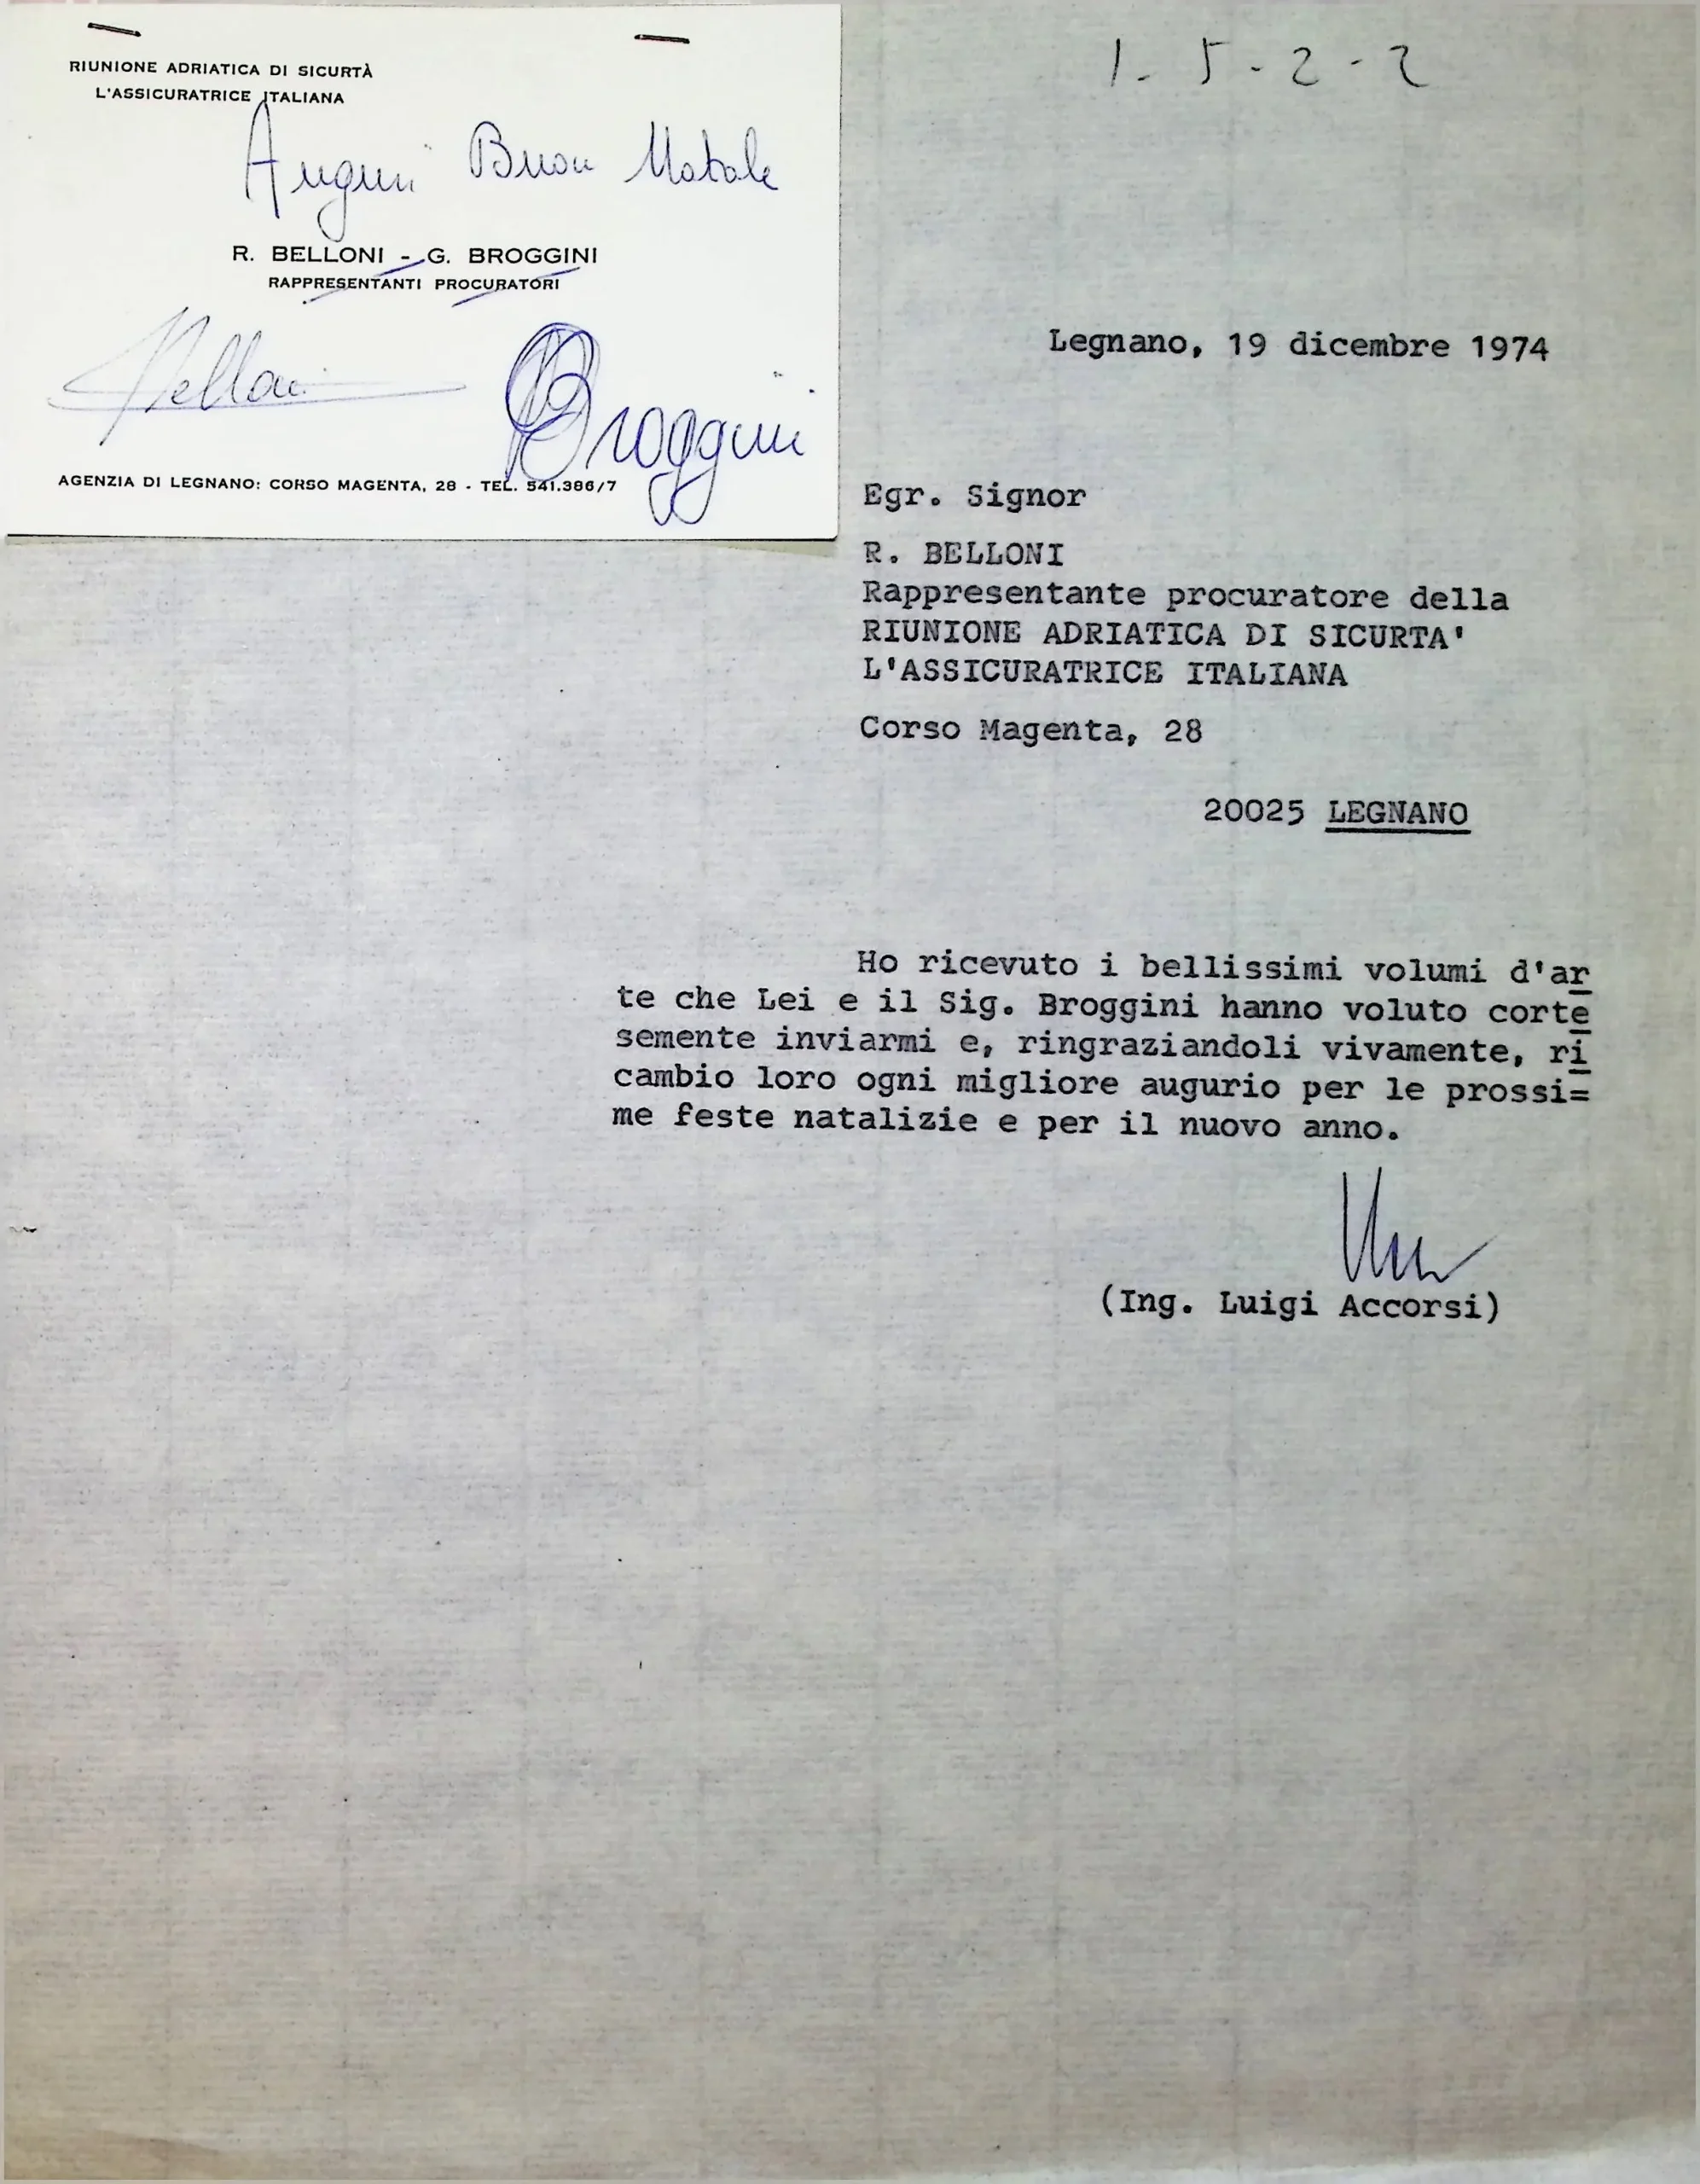 RIUNIONE ADRIATICA DI SICURTÀ
L'ASSICURATRICE ITALIANA
Auguri Buon Natale
R. BELLONI - G. BROGGINI
RAPPRESENTANTI PROCURATORI
Belloni
Broggini
AGENZIA DI LEGNANO: CORSO MAGENTA, 28 - TEL. 541.386/7
1-5-2-2
Legnano, 19 dicembre 1974
Egr. Signor
R. BELLONI
Rappresentante procuratore della
RIUNIONE ADRIATICA DI SICURTA'
L'ASSICURATRICE ITALIANA
Corso Magenta, 28
20025 LEGNANO
Ho ricevuto i bellissimi volumi d'ar
te che Lei e il Sig. Broggini hanno voluto corte
semente inviarmi e, ringraziandoli vivamente, ri
cambio loro ogni migliore augurio per le prossi=
me feste natalizie e per il nuovo anno.
(Ing. Luigi Accorsi)